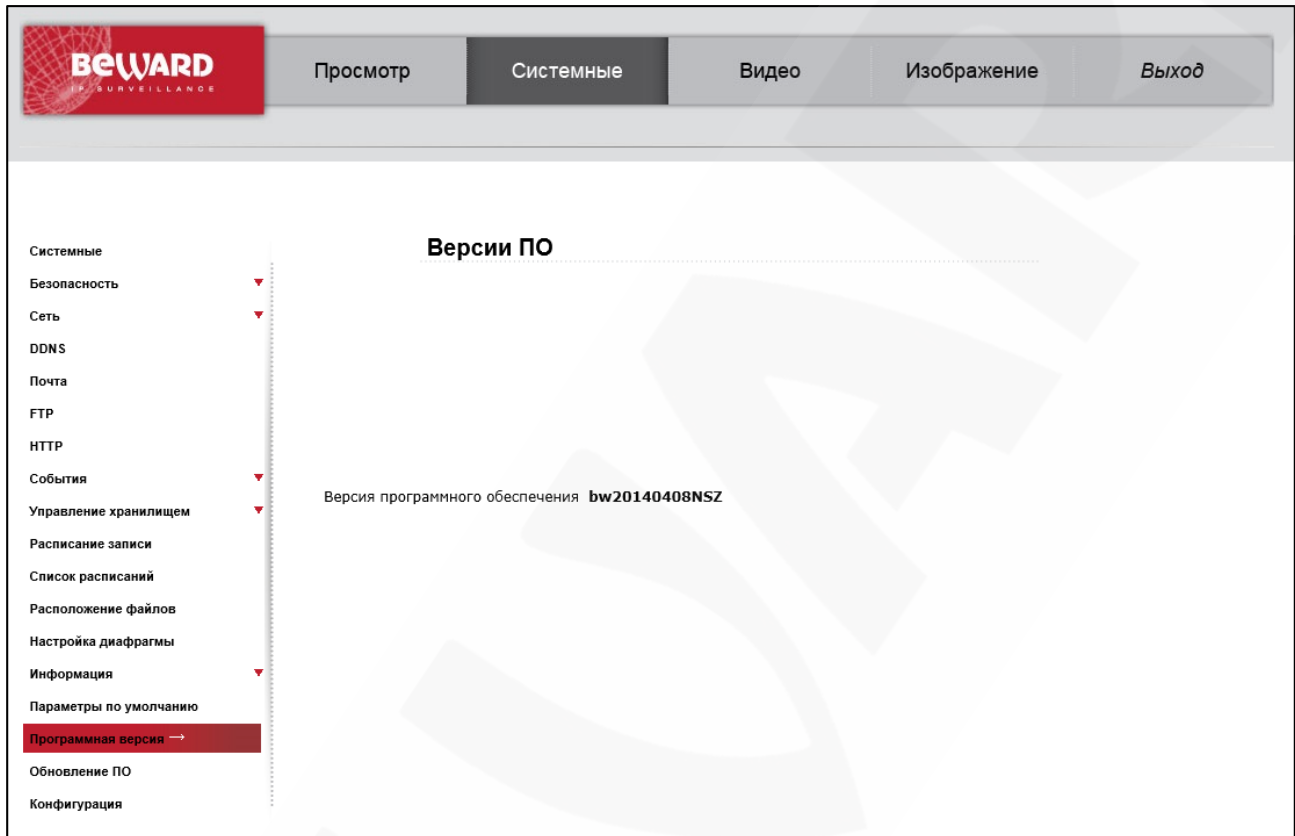 BEWARD
IP SURVEILLANCE
Просмотр
Системные
Видео
Изображение
Выход
Версии ПО
Системные
Безопасность
Сеть
DDNS
Почта
FTP
HTTP
События
Управление хранилищем
Расписание записи
Список расписаний
Расположение файлов
Настройка диафрагмы
Информация
Параметры по умолчанию
Программная версия →
Обновление ПО
Конфигурация
Версия программного обеспечения bw20140408NSZ